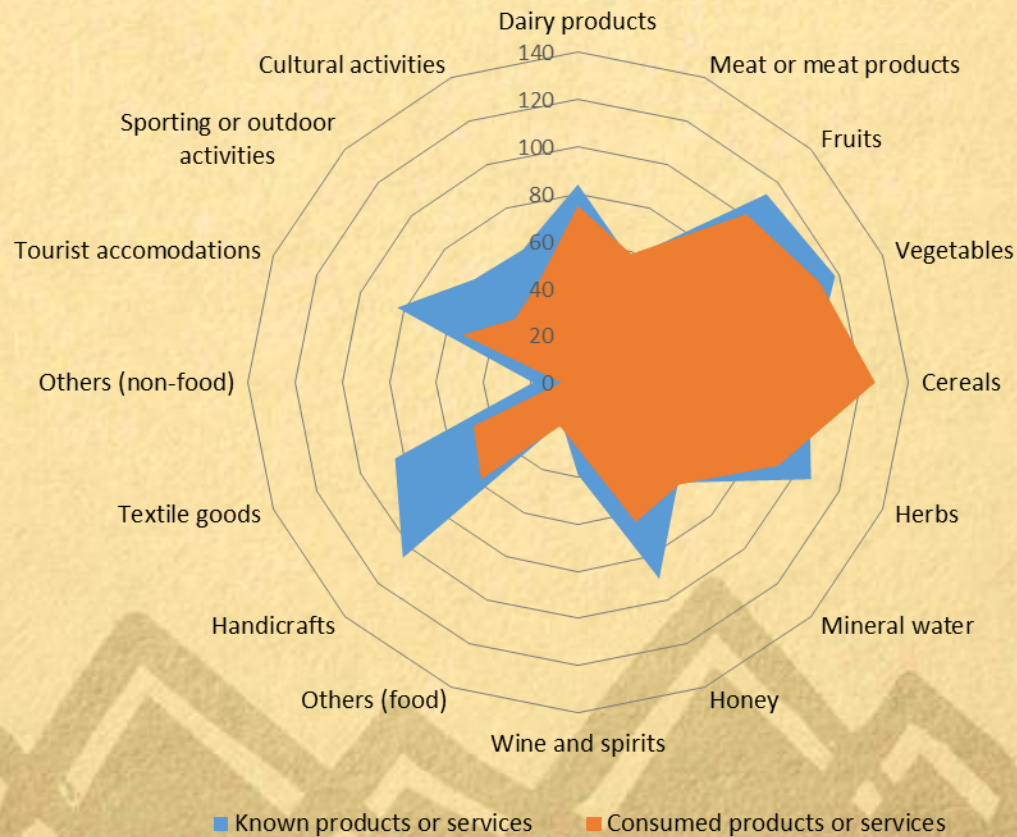 Dairy products
Meat or meat products
Fruits
Vegetables
Cereals
Herbs
Mineral water
Honey
Wine and spirits
Others (food)
Handicrafts
Textile goods
Others (non-food)
Tourist accomodations
Sporting or outdoor
activities
Cultural activities
140
120
100
80
60
40
20
0
Known products or services
Consumed products or services